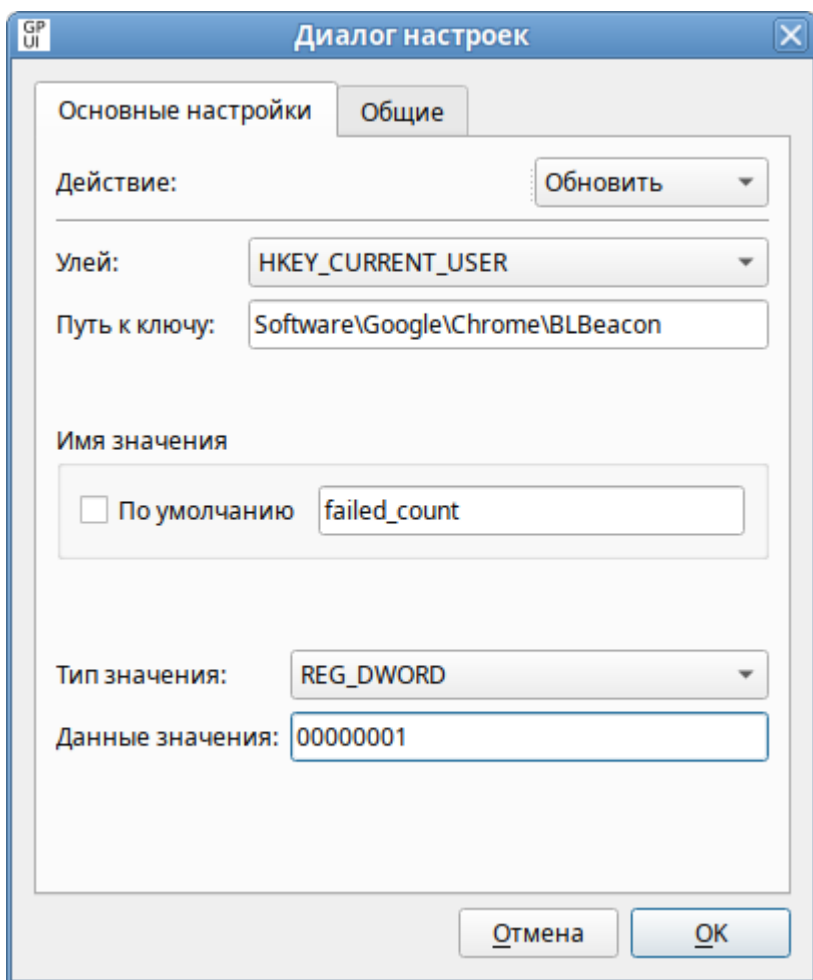 GP
UI
Диалог настроек
Основные настройки Общие
Действие: Обновить
Улей: HKEY_CURRENT_USER
Путь к ключу: Software\Google\Chrome\BLBeacon
Имя значения
По умолчанию failed_count
Тип значения: REG_DWORD
Данные значения: 00000001
Отмена OK